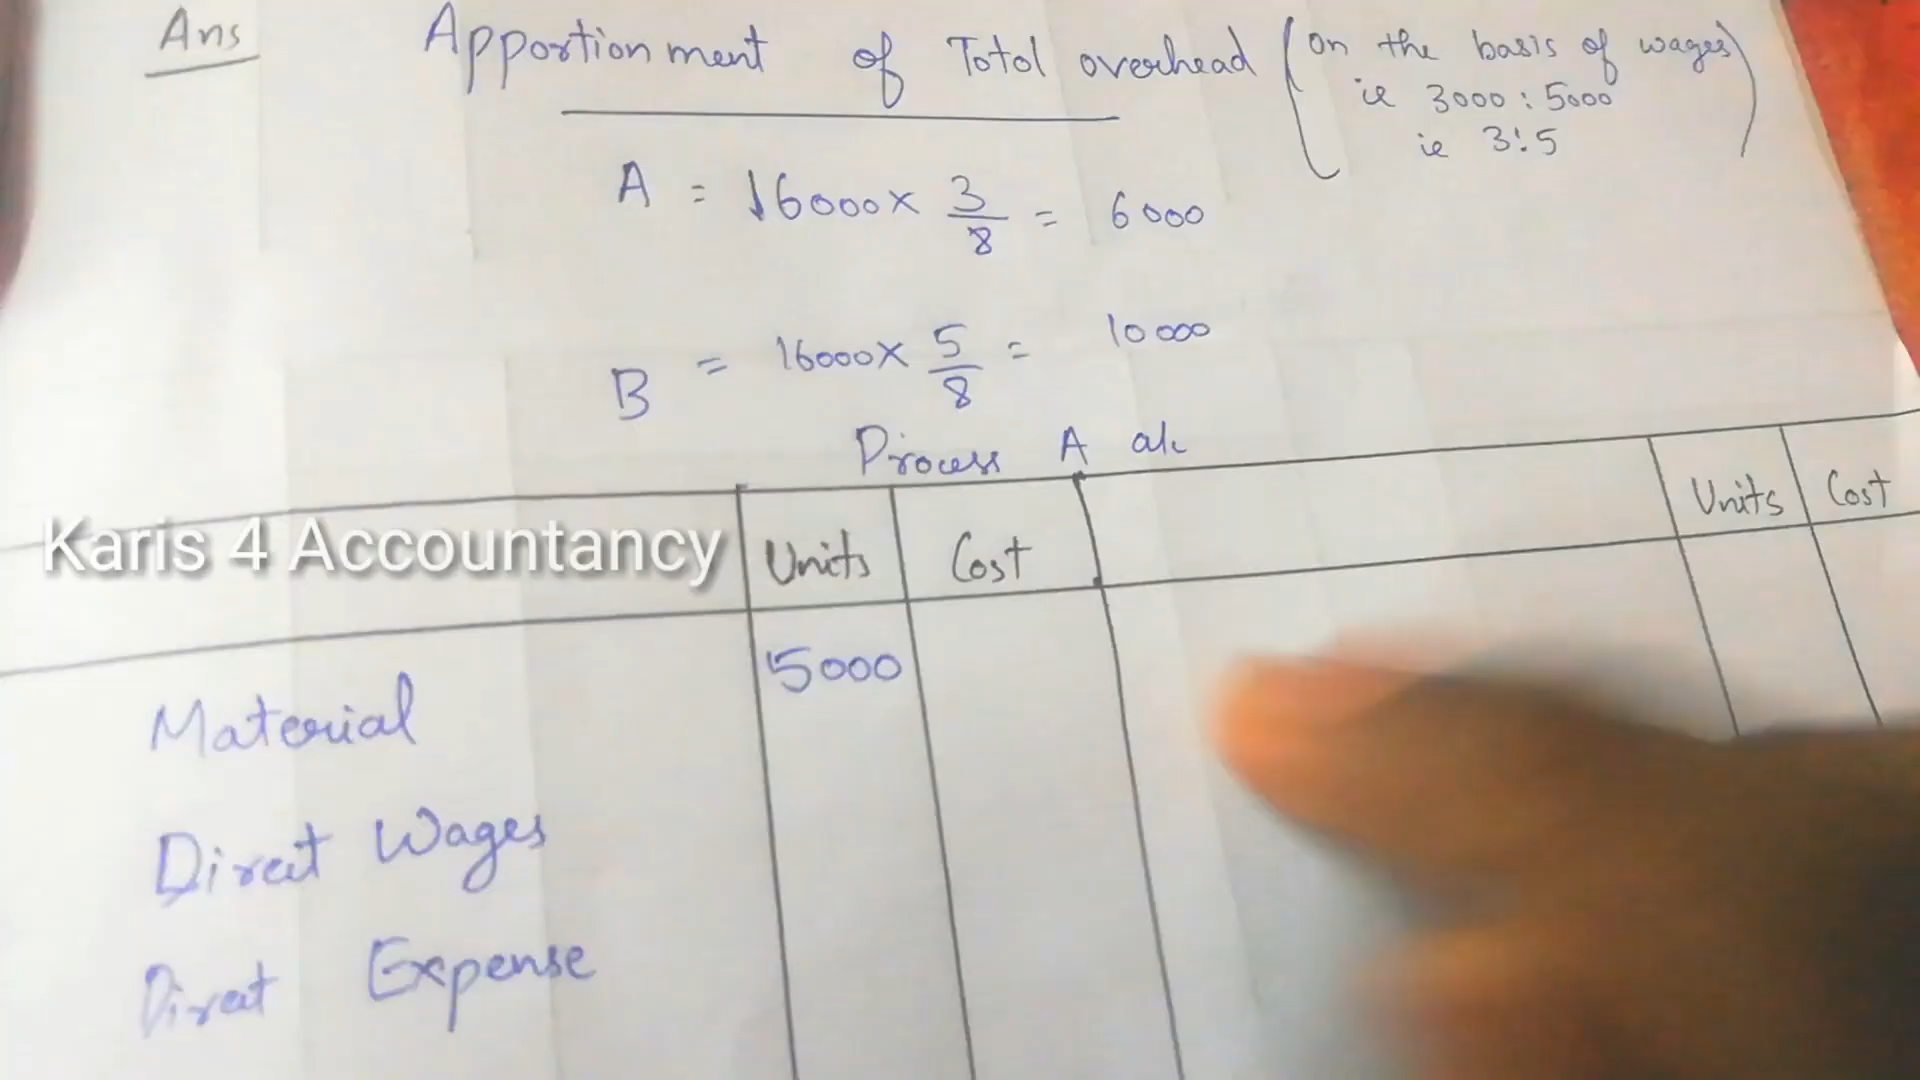 Ans
Apportionment of Total overhead (on the basis of wages)
ie 3000 : 5000
ie 3:5
A = 16000 x 3/8 = 6000
B = 16000 x 5/8 = 10000
Process A a/c
Units Cost Units Cost
Karis 4 Accountancy
Material 5000
Direct Wages
Direct Expense